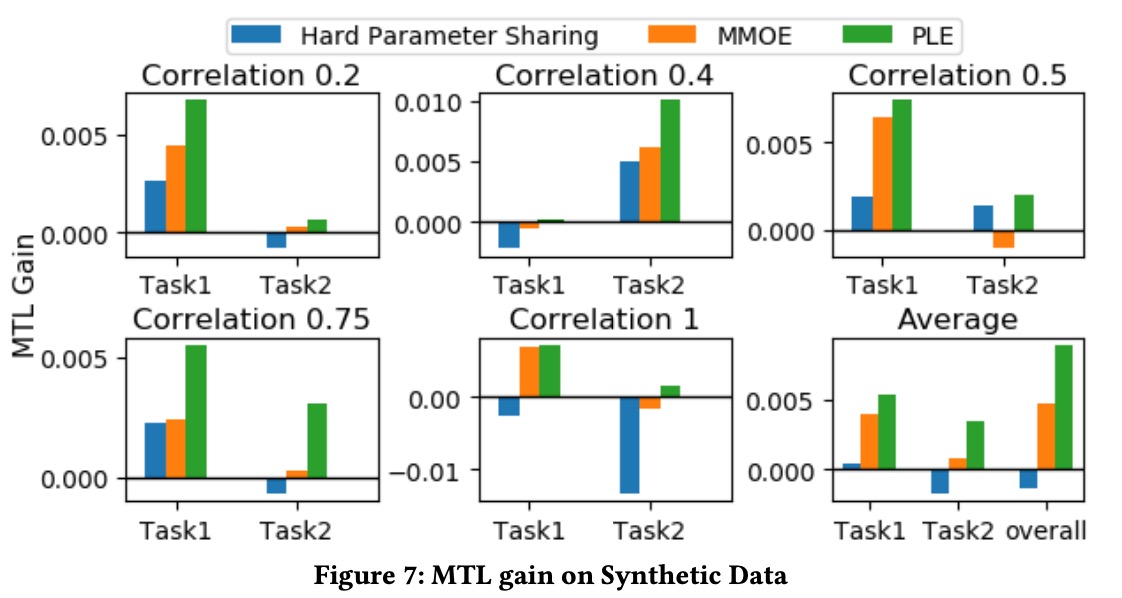 Hard Parameter Sharing MMOE PLE
Correlation 0.2 Correlation 0.4 Correlation 0.5
MTL Gain
0.005
0.000
Task1 Task2
0.010
0.005
0.000
Task1 Task2
0.005
0.000
Task1 Task2
Correlation 0.75 Correlation 1 Average
0.005
0.000
Task1 Task2
0.00
−0.01
Task1 Task2
0.005
0.000
Task1 Task2 overall
Figure 7: MTL gain on Synthetic Data